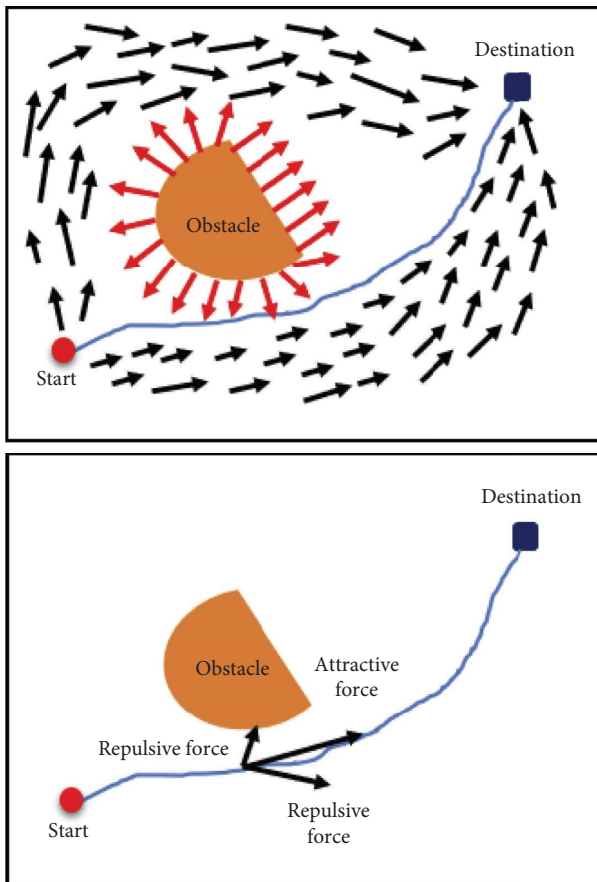 Destination
Obstacle
Start
Destination
Obstacle
Attractive
force
Repulsive force
Repulsive
force
Start